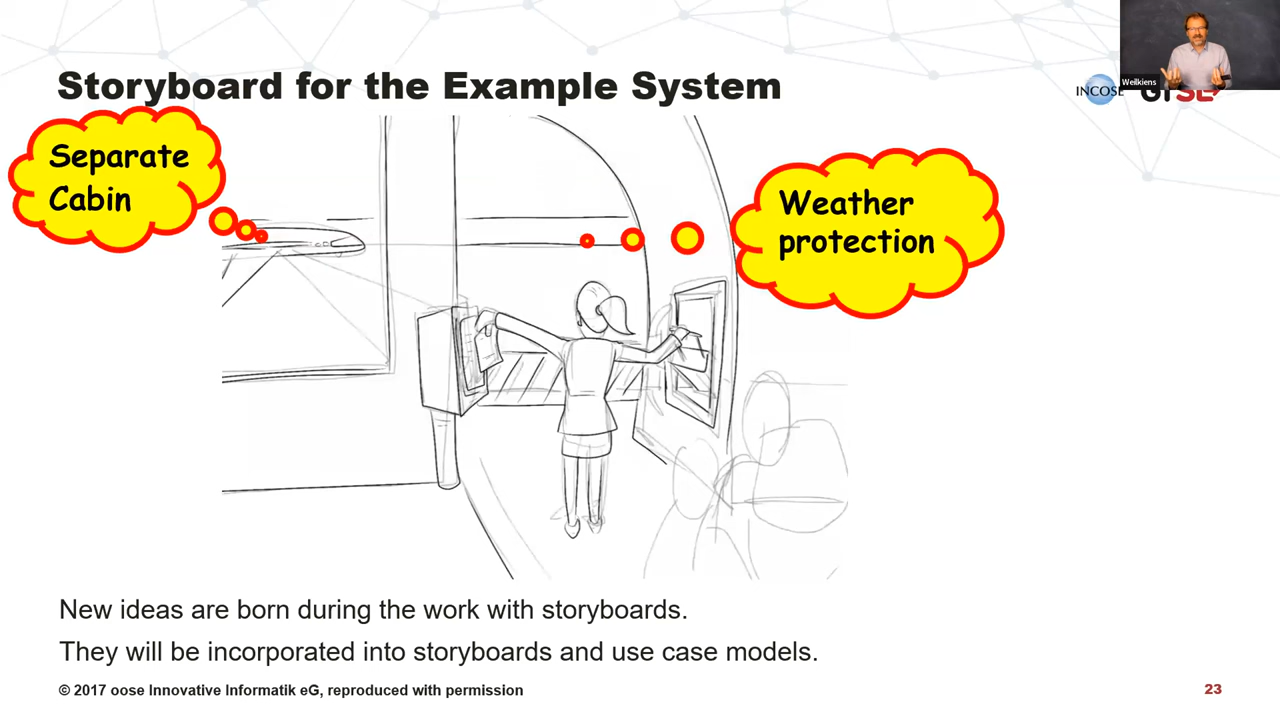 Weilkiens
Storyboard for the Example System
INCOSE
Separate
Cabin
Weather
protection
New ideas are born during the work with storyboards.
They will be incorporated into storyboards and use case models.
© 2017 oose Innovative Informatik eG, reproduced with permission
23